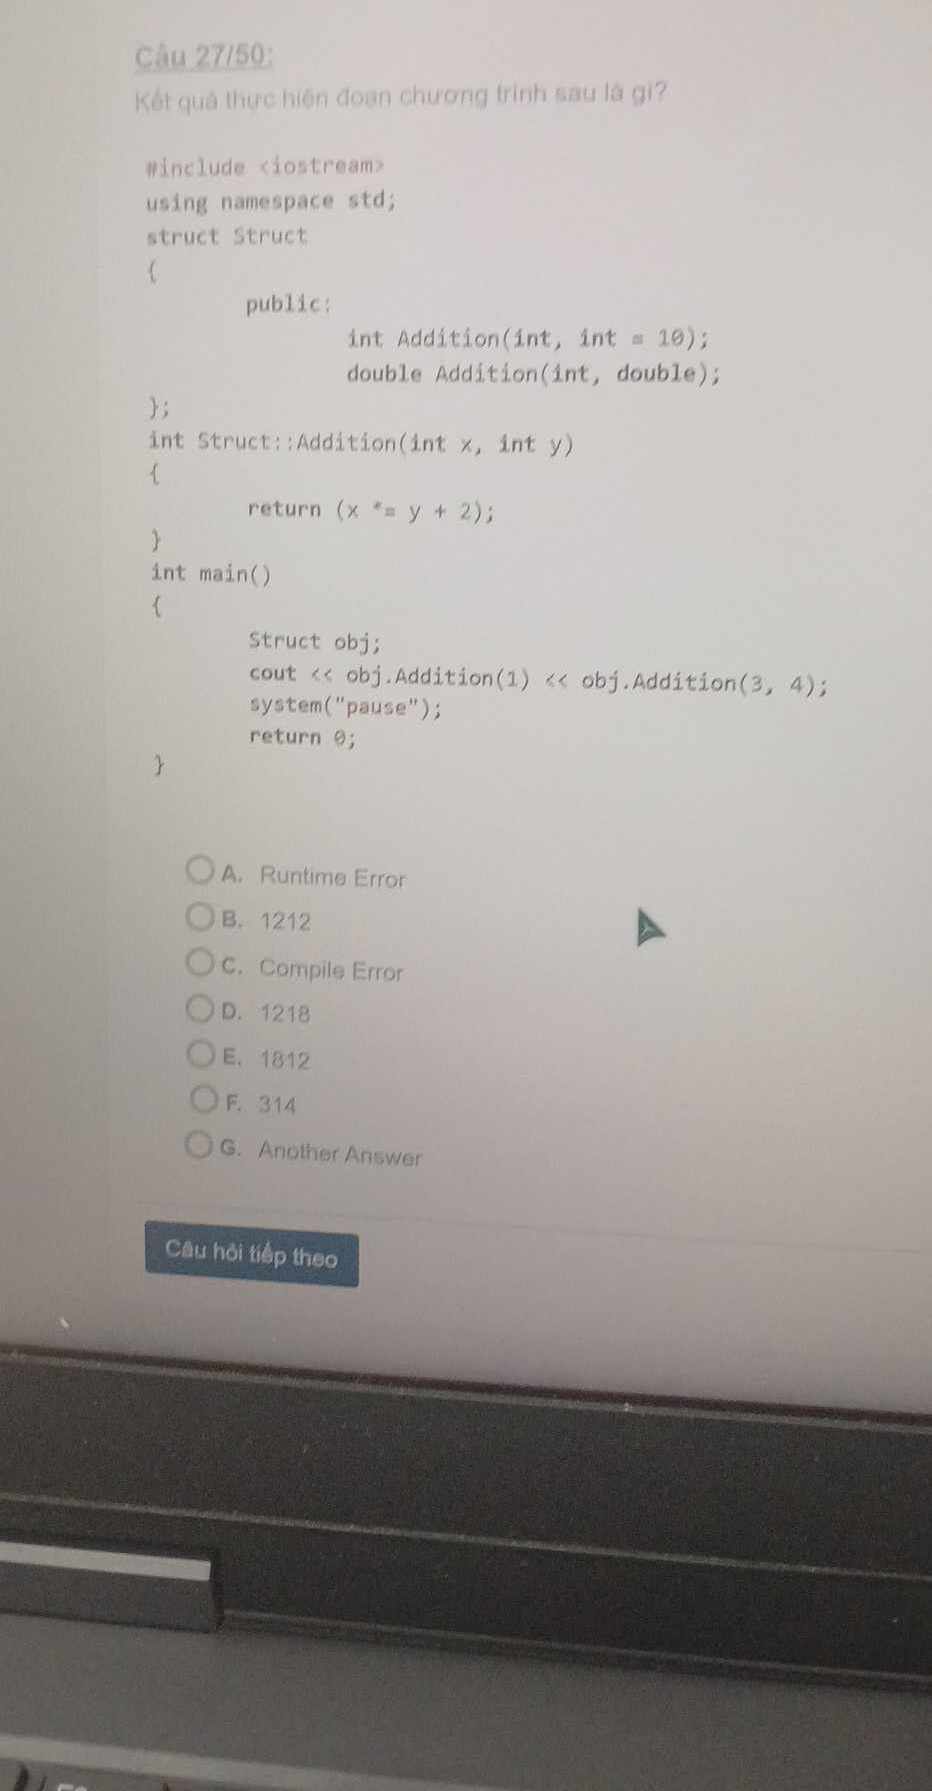 Câu 27/50:
Kết quả thực hiện đoạn chương trình sau là gì?
#include <iostream>
using namespace std;
struct Struct
{
public:
int Addition(int, int = 10);
double Addition(int, double);
};
int Struct::Addition(int x, int y)
{
return (x *= y + 2);
}
int main()
{
Struct obj;
cout << obj.Addition(1) << obj.Addition(3, 4);
system("pause");
return 0;
}
A. Runtime Error
B. 1212
C. Compile Error
D. 1218
E. 1812
F. 314
G. Another Answer
Câu hỏi tiếp theo